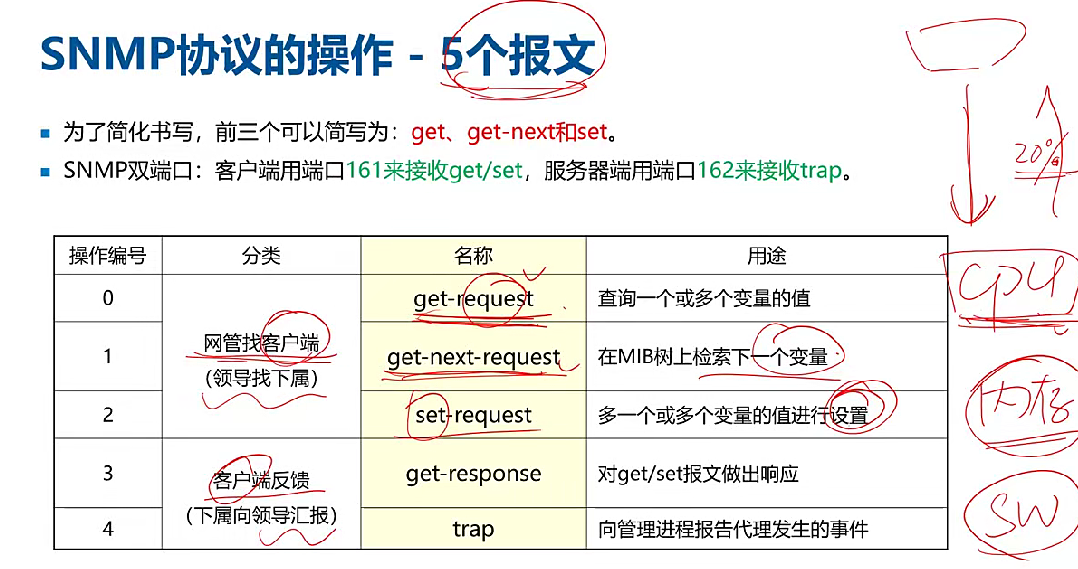 SNMP协议的操作 - 5个报文
为了简化书写，前三个可以简写为：get、get-next和set。
SNMP双端口：客户端用端口161来接收get/set，服务器端用端口162来接收trap。
20%
操作编号 分类 名称 用途
0 get-request 查询一个或多个变量的值
网管找客户端
(领导找下属)
1 get-next-request 在MIB树上检索下一个变量
2 set-request 多一个或多个变量的值进行设置
3 get-response 对get/set报文做出响应
客户端反馈
(下属向领导汇报)
4 trap 向管理进程报告代理发生的事件
CPU
内存
SW